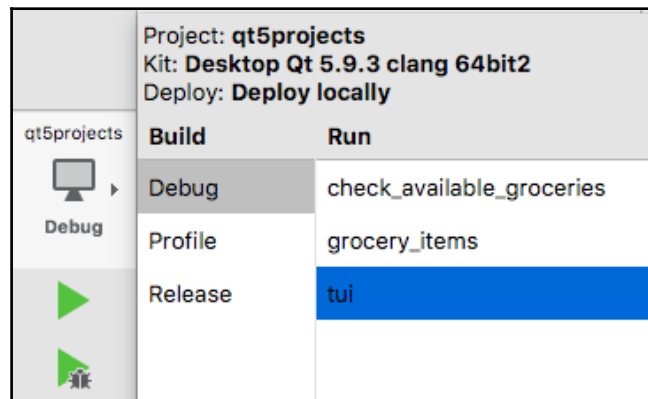 Project: qt5projects
Kit: Desktop Qt 5.9.3 clang 64bit2
Deploy: Deploy locally
qt5projects
Debug
Build
Run
Debug
check_available_groceries
Profile
grocery_items
Release
tui